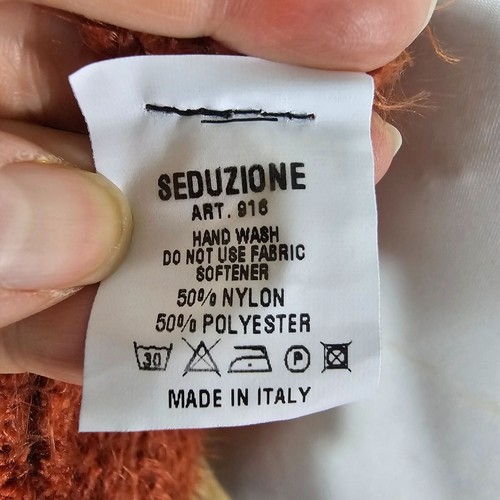 SEDUZIONE
ART. 916
HAND WASH
DO NOT USE FABRIC
SOFTENER
50% NYLON
50% POLYESTER
30 P
MADE IN ITALY